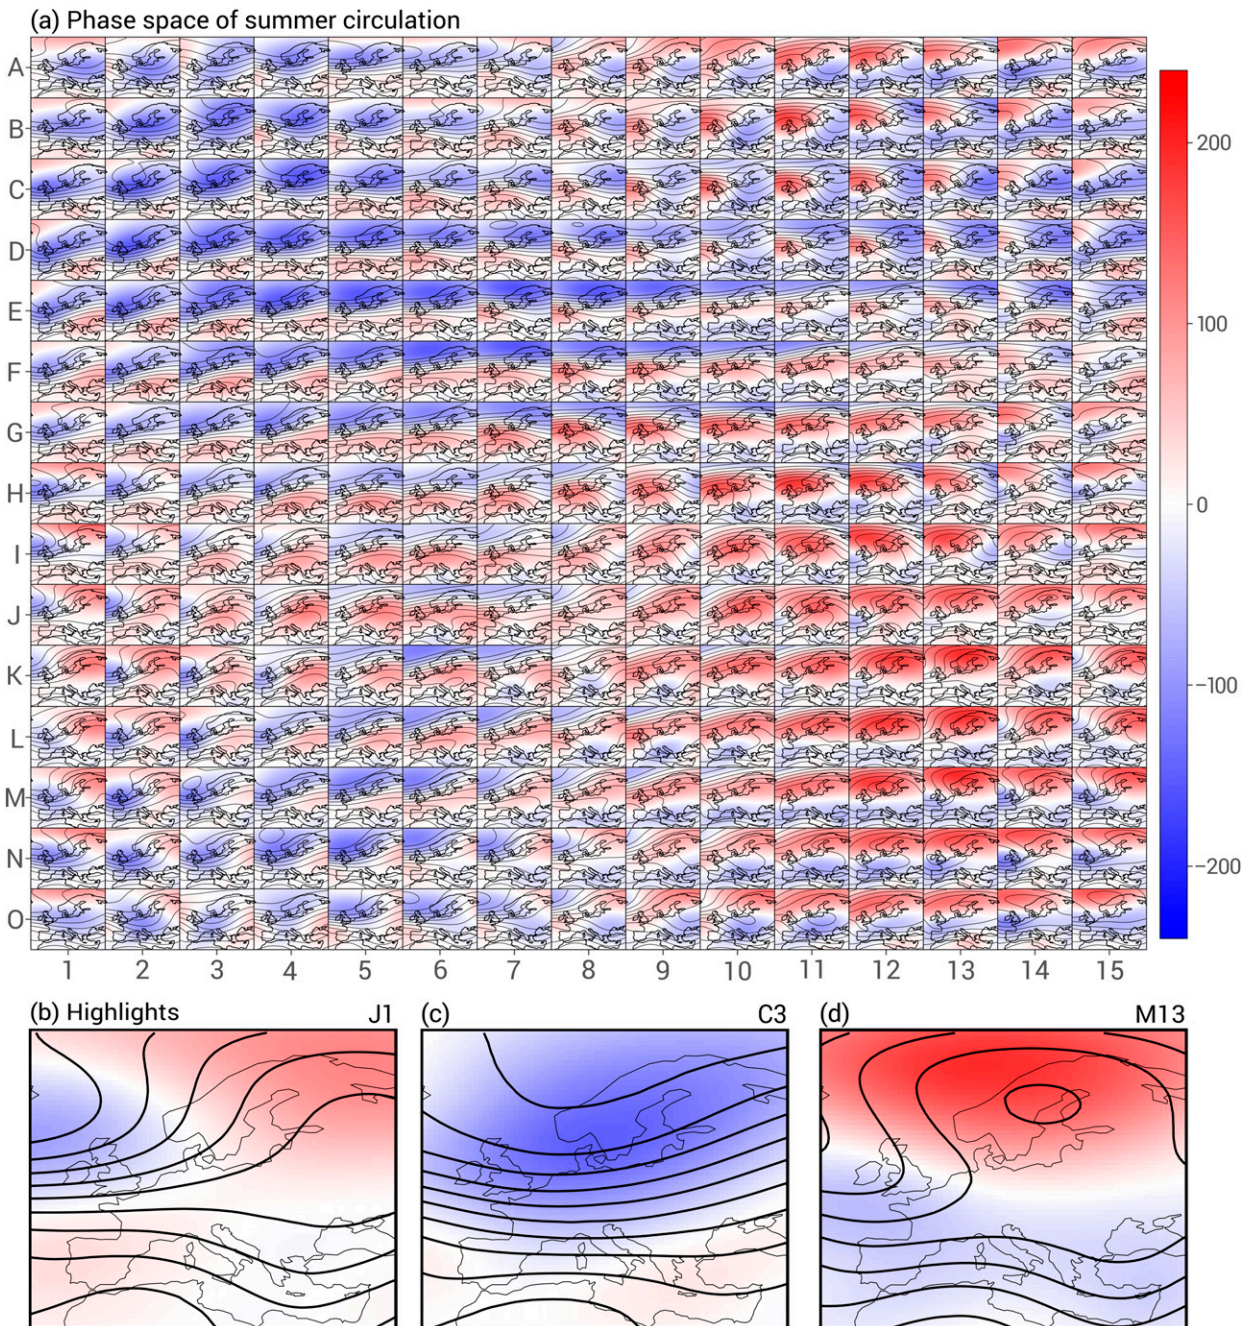 (a) Phase space of summer circulation
A
B
C
D
E
F
G
H
I
J
K
L
M
N
O
1 2 3 4 5 6 7 8 9 10 11 12 13 14 15
200
100
0
−100
−200
(b) Highlights J1
(c) C3
(d) M13